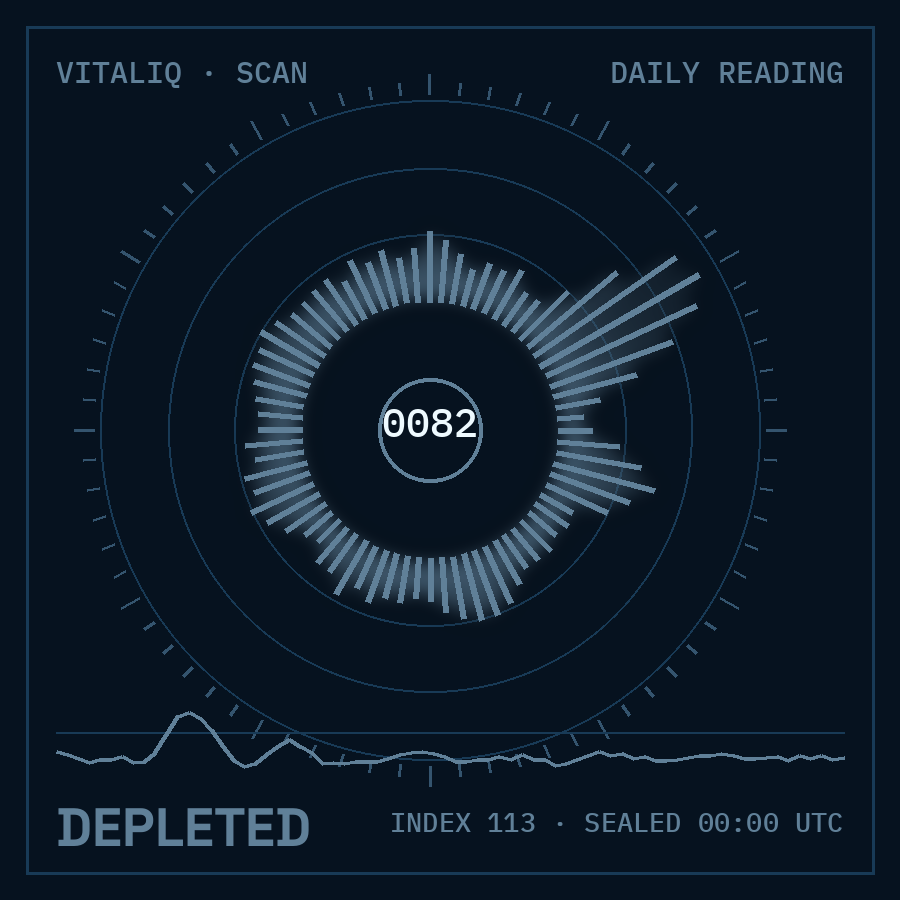 VITALIQ · SCAN
DAILY READING
0082
DEPLETED
INDEX 113 · SEALED 00:00 UTC